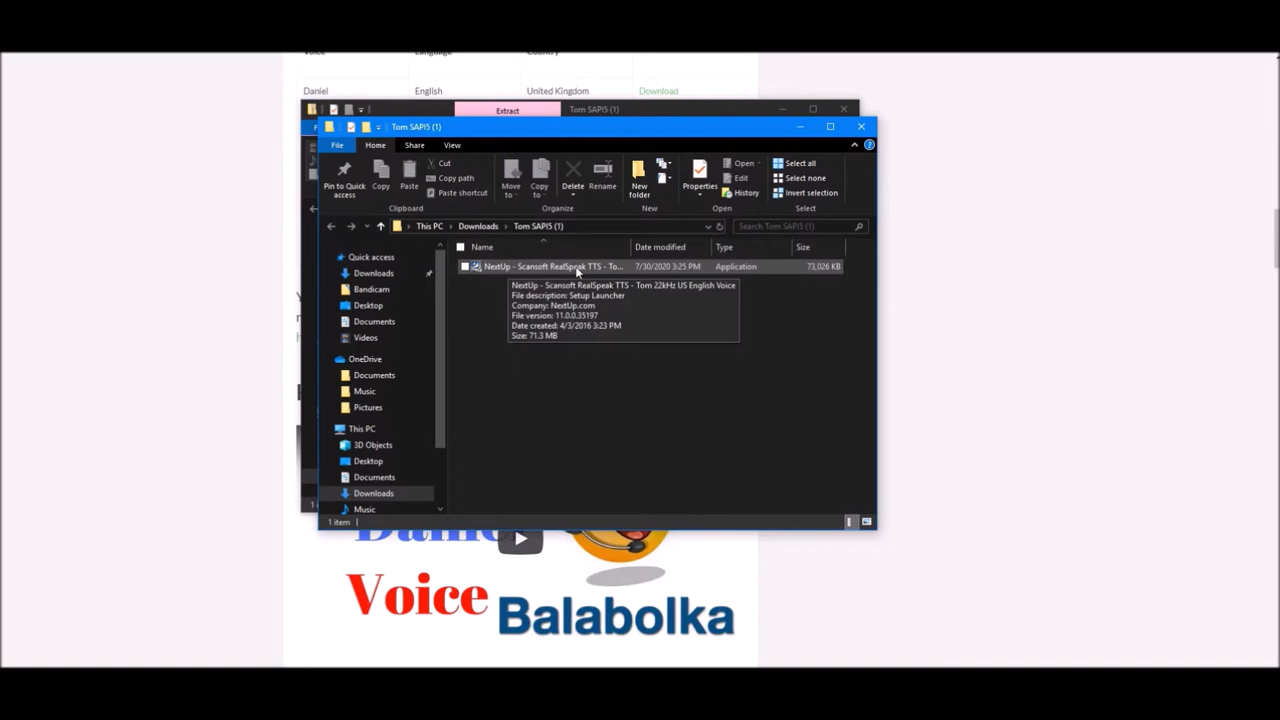 Voice Language Country
Daniel English United Kingdom Download
Extract Tom SAPI5 (1)
Tom SAPI5 (1)
File Home Share View
Pin to Quick access
Copy
Paste
Cut
Copy path
Paste shortcut
Move to
Copy to
Delete
Rename
New folder
Properties
Open
Edit
History
Select all
Select none
Invert selection
Clipboard Organize New Open Select
This PC > Downloads > Tom SAPI5 (1)
Search Tom SAPI5 (1)
Name Date modified Type Size
NextUp - Scansoft RealSpeak TTS - To... 7/30/2020 3:25 PM Application 73,026 KB
NextUp - Scansoft RealSpeak TTS - Tom 22kHz US English Voice
File description: Setup Launcher
Company: NextUp.com
File version: 11.0.0.35197
Date created: 4/3/2016 3:23 PM
Size: 71.3 MB
Quick access
Downloads
Bandicam
Desktop
Documents
Videos
OneDrive
Documents
Music
Pictures
This PC
3D Objects
Desktop
Documents
Downloads
Music
1 item
Daniel
Voice
Balabolka